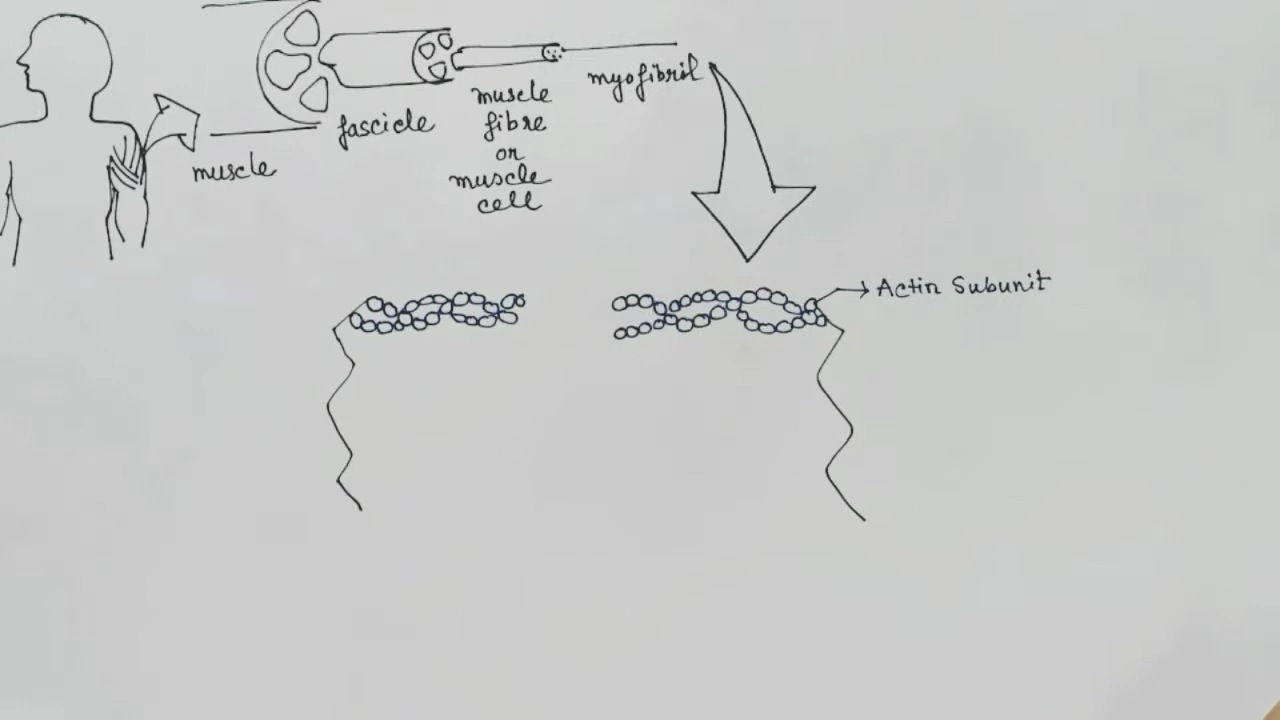 muscle
fascicle
muscle
fibre
or
muscle
cell
myofibril
Actin Subunit